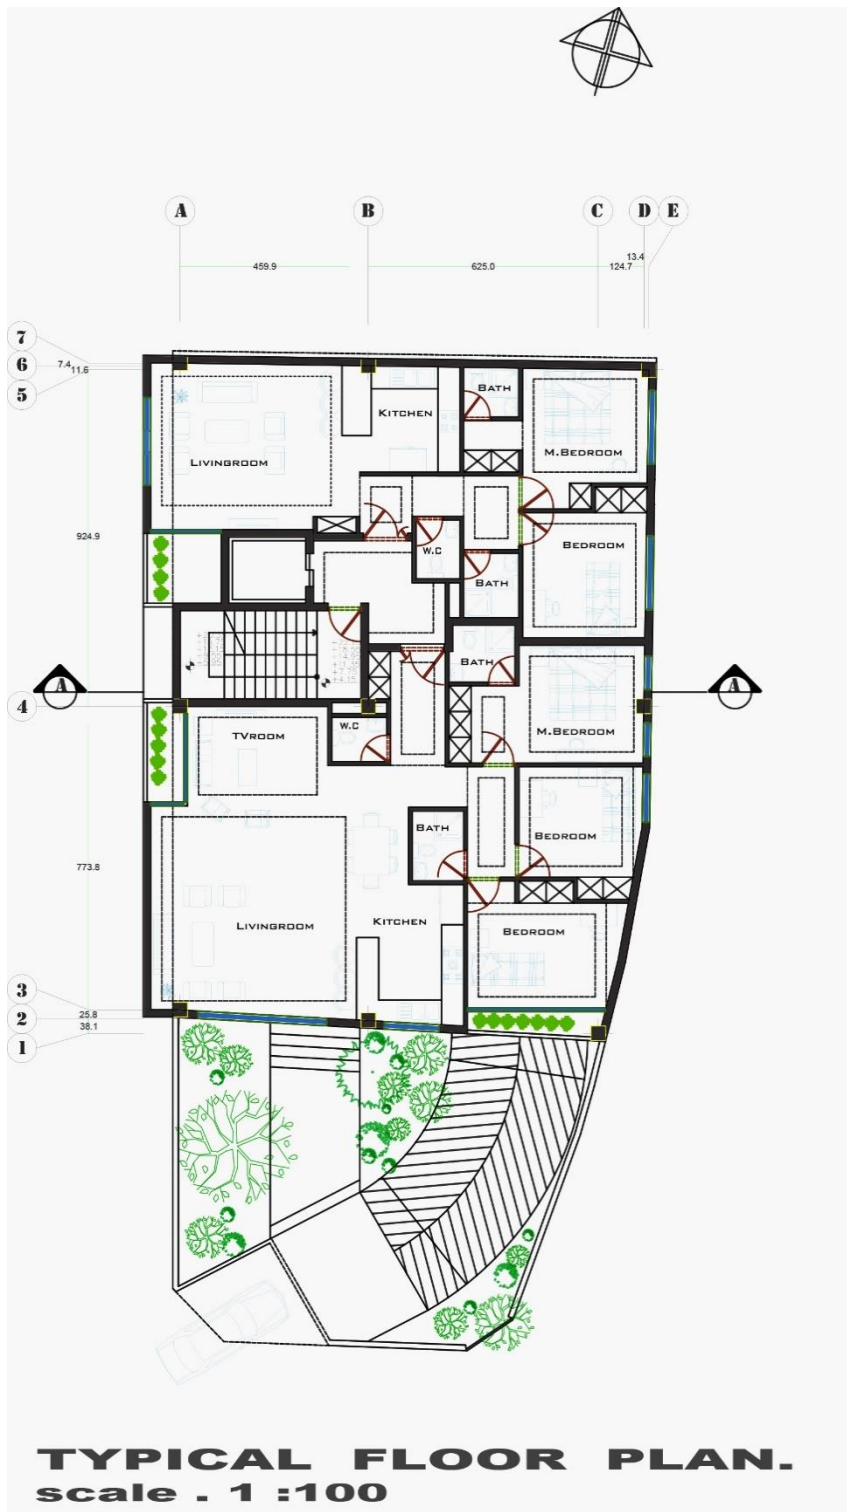 A B C D E
13.4
459.9 625.0 124.7
7
6 7.4
11.6
5
BATH
KITCHEN
M.BEDROOM
LIVINGROOM
924.9
BEDROOM
W.C
BATH
BATH
A A
4
W.C
TVROOM
M.BEDROOM
BATH
BEDROOM
773.8
LIVINGROOM
KITCHEN
BEDROOM
3
25.8
2
38.1
1
TYPICAL FLOOR PLAN.
scale . 1 :100